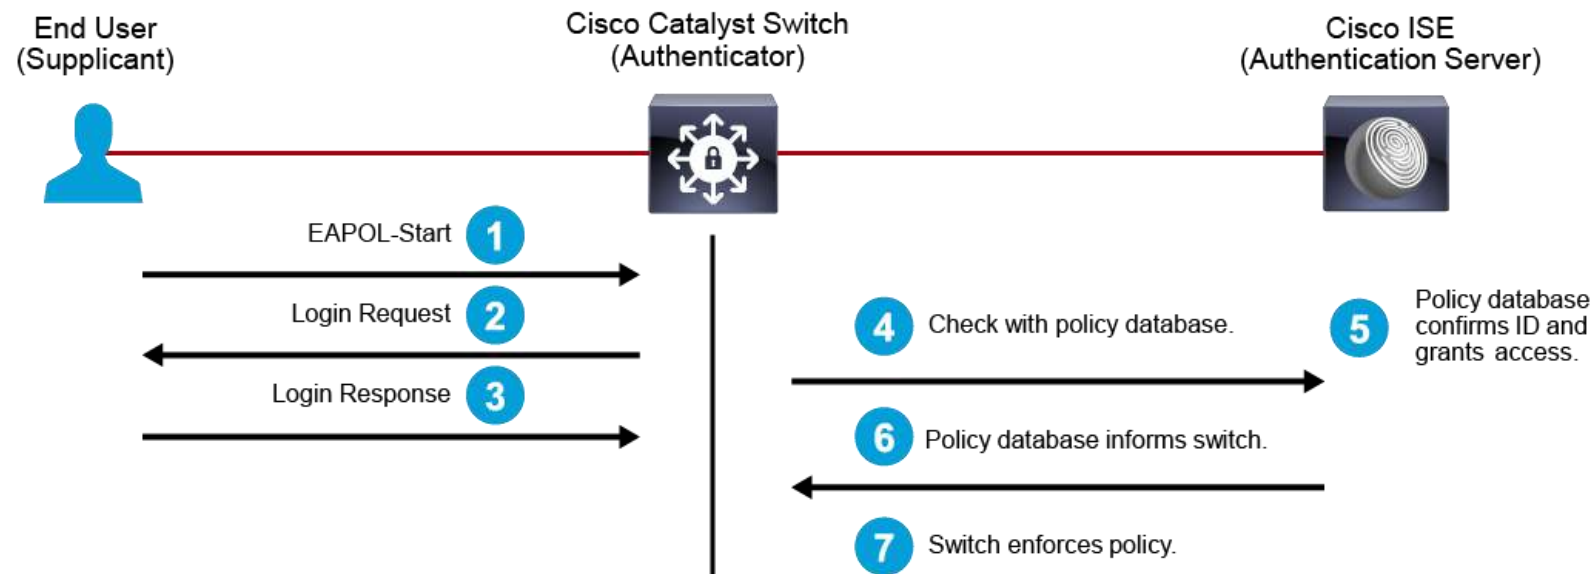 End User
(Supplicant)
Cisco Catalyst Switch
(Authenticator)
Cisco ISE
(Authentication Server)
EAPOL-Start 1
Login Request 2
Login Response 3
4 Check with policy database.
5 Policy database
confirms ID and
grants access.
6 Policy database informs switch.
7 Switch enforces policy.